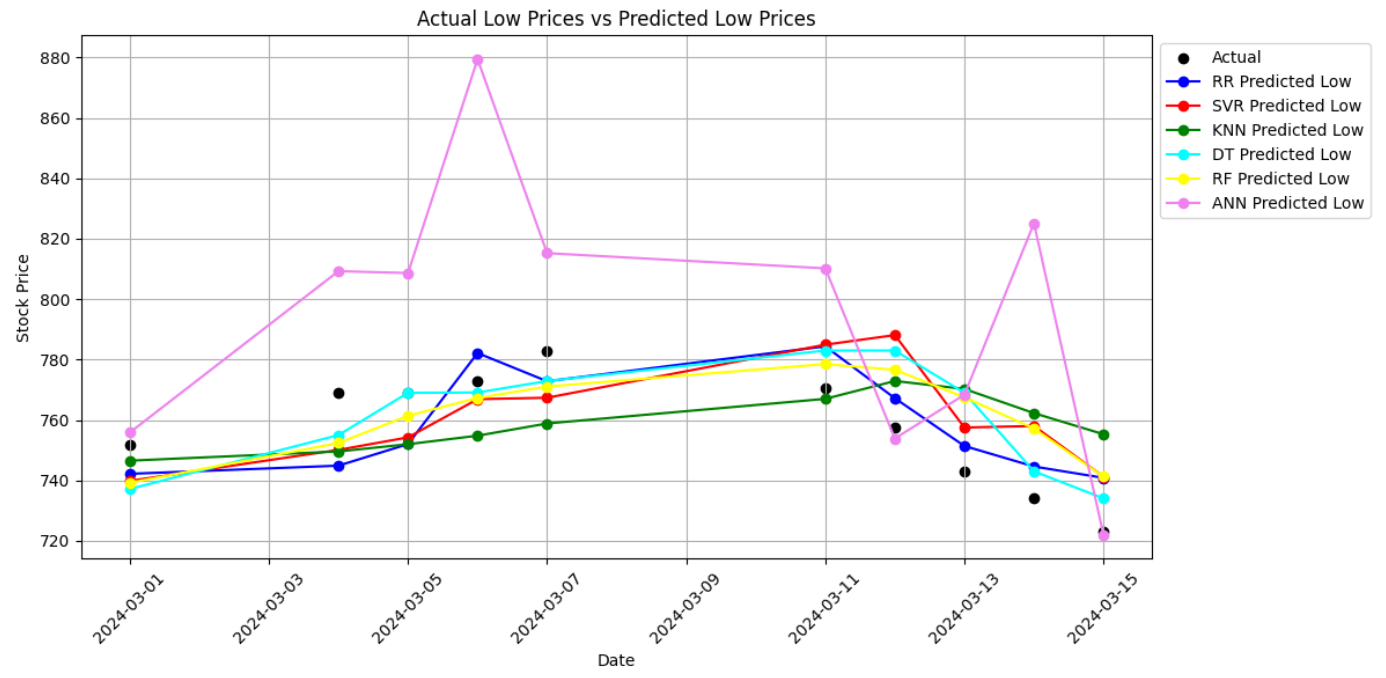 Actual Low Prices vs Predicted Low Prices
Stock Price
880
860
840
820
800
780
760
740
720
2024-03-01
2024-03-03
2024-03-05
2024-03-07
2024-03-09
2024-03-11
2024-03-13
2024-03-15
Date
Actual
RR Predicted Low
SVR Predicted Low
KNN Predicted Low
DT Predicted Low
RF Predicted Low
ANN Predicted Low